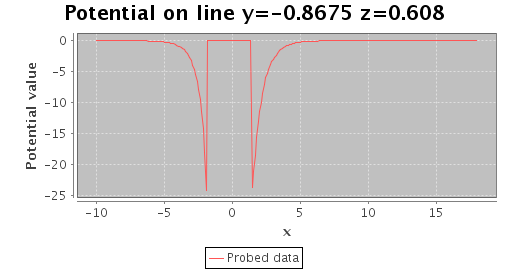 Potential on line y=-0.8675 z=0.608
Potential value
0
-5
-10
-15
-20
-25
-10 -5 0 5 10 15
x
Probed data